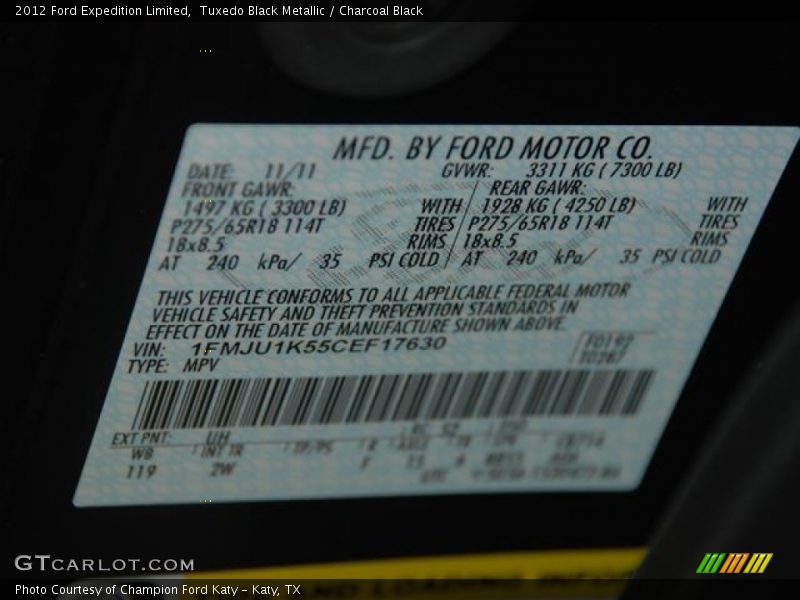 2012 Ford Expedition Limited, Tuxedo Black Metallic / Charcoal Black
MFD. BY FORD MOTOR CO.
DATE: 11/11 GVWR: 3311 KG ( 7300 LB)
FRONT GAWR: REAR GAWR:
1497 KG ( 3300 LB) WITH 1928 KG ( 4250 LB) WITH
P275/65R18 114T TIRES P275/65R18 114T TIRES
18x8.5 RIMS 18x8.5 RIMS
AT 240 kPa/ 35 PSI COLD AT 240 kPa/ 35 PSI COLD
THIS VEHICLE CONFORMS TO ALL APPLICABLE FEDERAL MOTOR
VEHICLE SAFETY AND THEFT PREVENTION STANDARDS IN
EFFECT ON THE DATE OF MANUFACTURE SHOWN ABOVE
VIN: 1FMJU1K55CEF17630
TYPE: MPV
EXT PNT: UH
WB INT TR
119 2W
GTCARLOT.COM
Photo Courtesy of Champion Ford Katy - Katy, TX